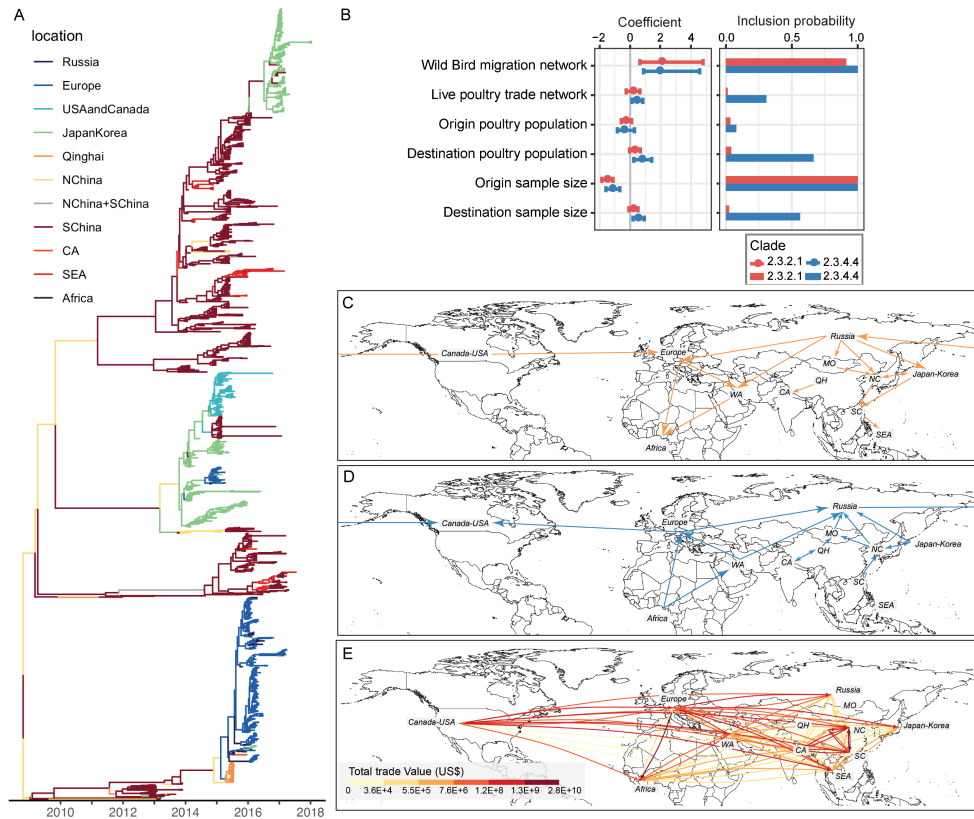 A
location
Russia
Europe
USAandCanada
JapanKorea
Qinghai
NChina
NChina+SChina
SChina
CA
SEA
Africa
2010 2012 2014 2016 2018
B
Coefficient Inclusion probability
−2 0 2 4 0.0 0.5 1.0
Wild Bird migration network
Live poultry trade network
Origin poultry population
Destination poultry population
Origin sample size
Destination sample size
Clade
2.3.2.1 2.3.4.4
2.3.2.1 2.3.4.4
C
Russia
Canada-USA Europe
MO
Japan-Korea
QH NC
CA
WA
SC
SEA
Africa
D
Russia
Canada-USA Europe
MO
Japan-Korea
QH NC
CA
WA
SC
SEA
Africa
E
Russia
Europe
MO
Canada-USA QH NC Japan-Korea
WA CA SC
SEA
Africa
Total trade Value (US$)
0 3.6E+4 5.5E+5 7.6E+6 1.2E+8 1.3E+9 2.8E+10